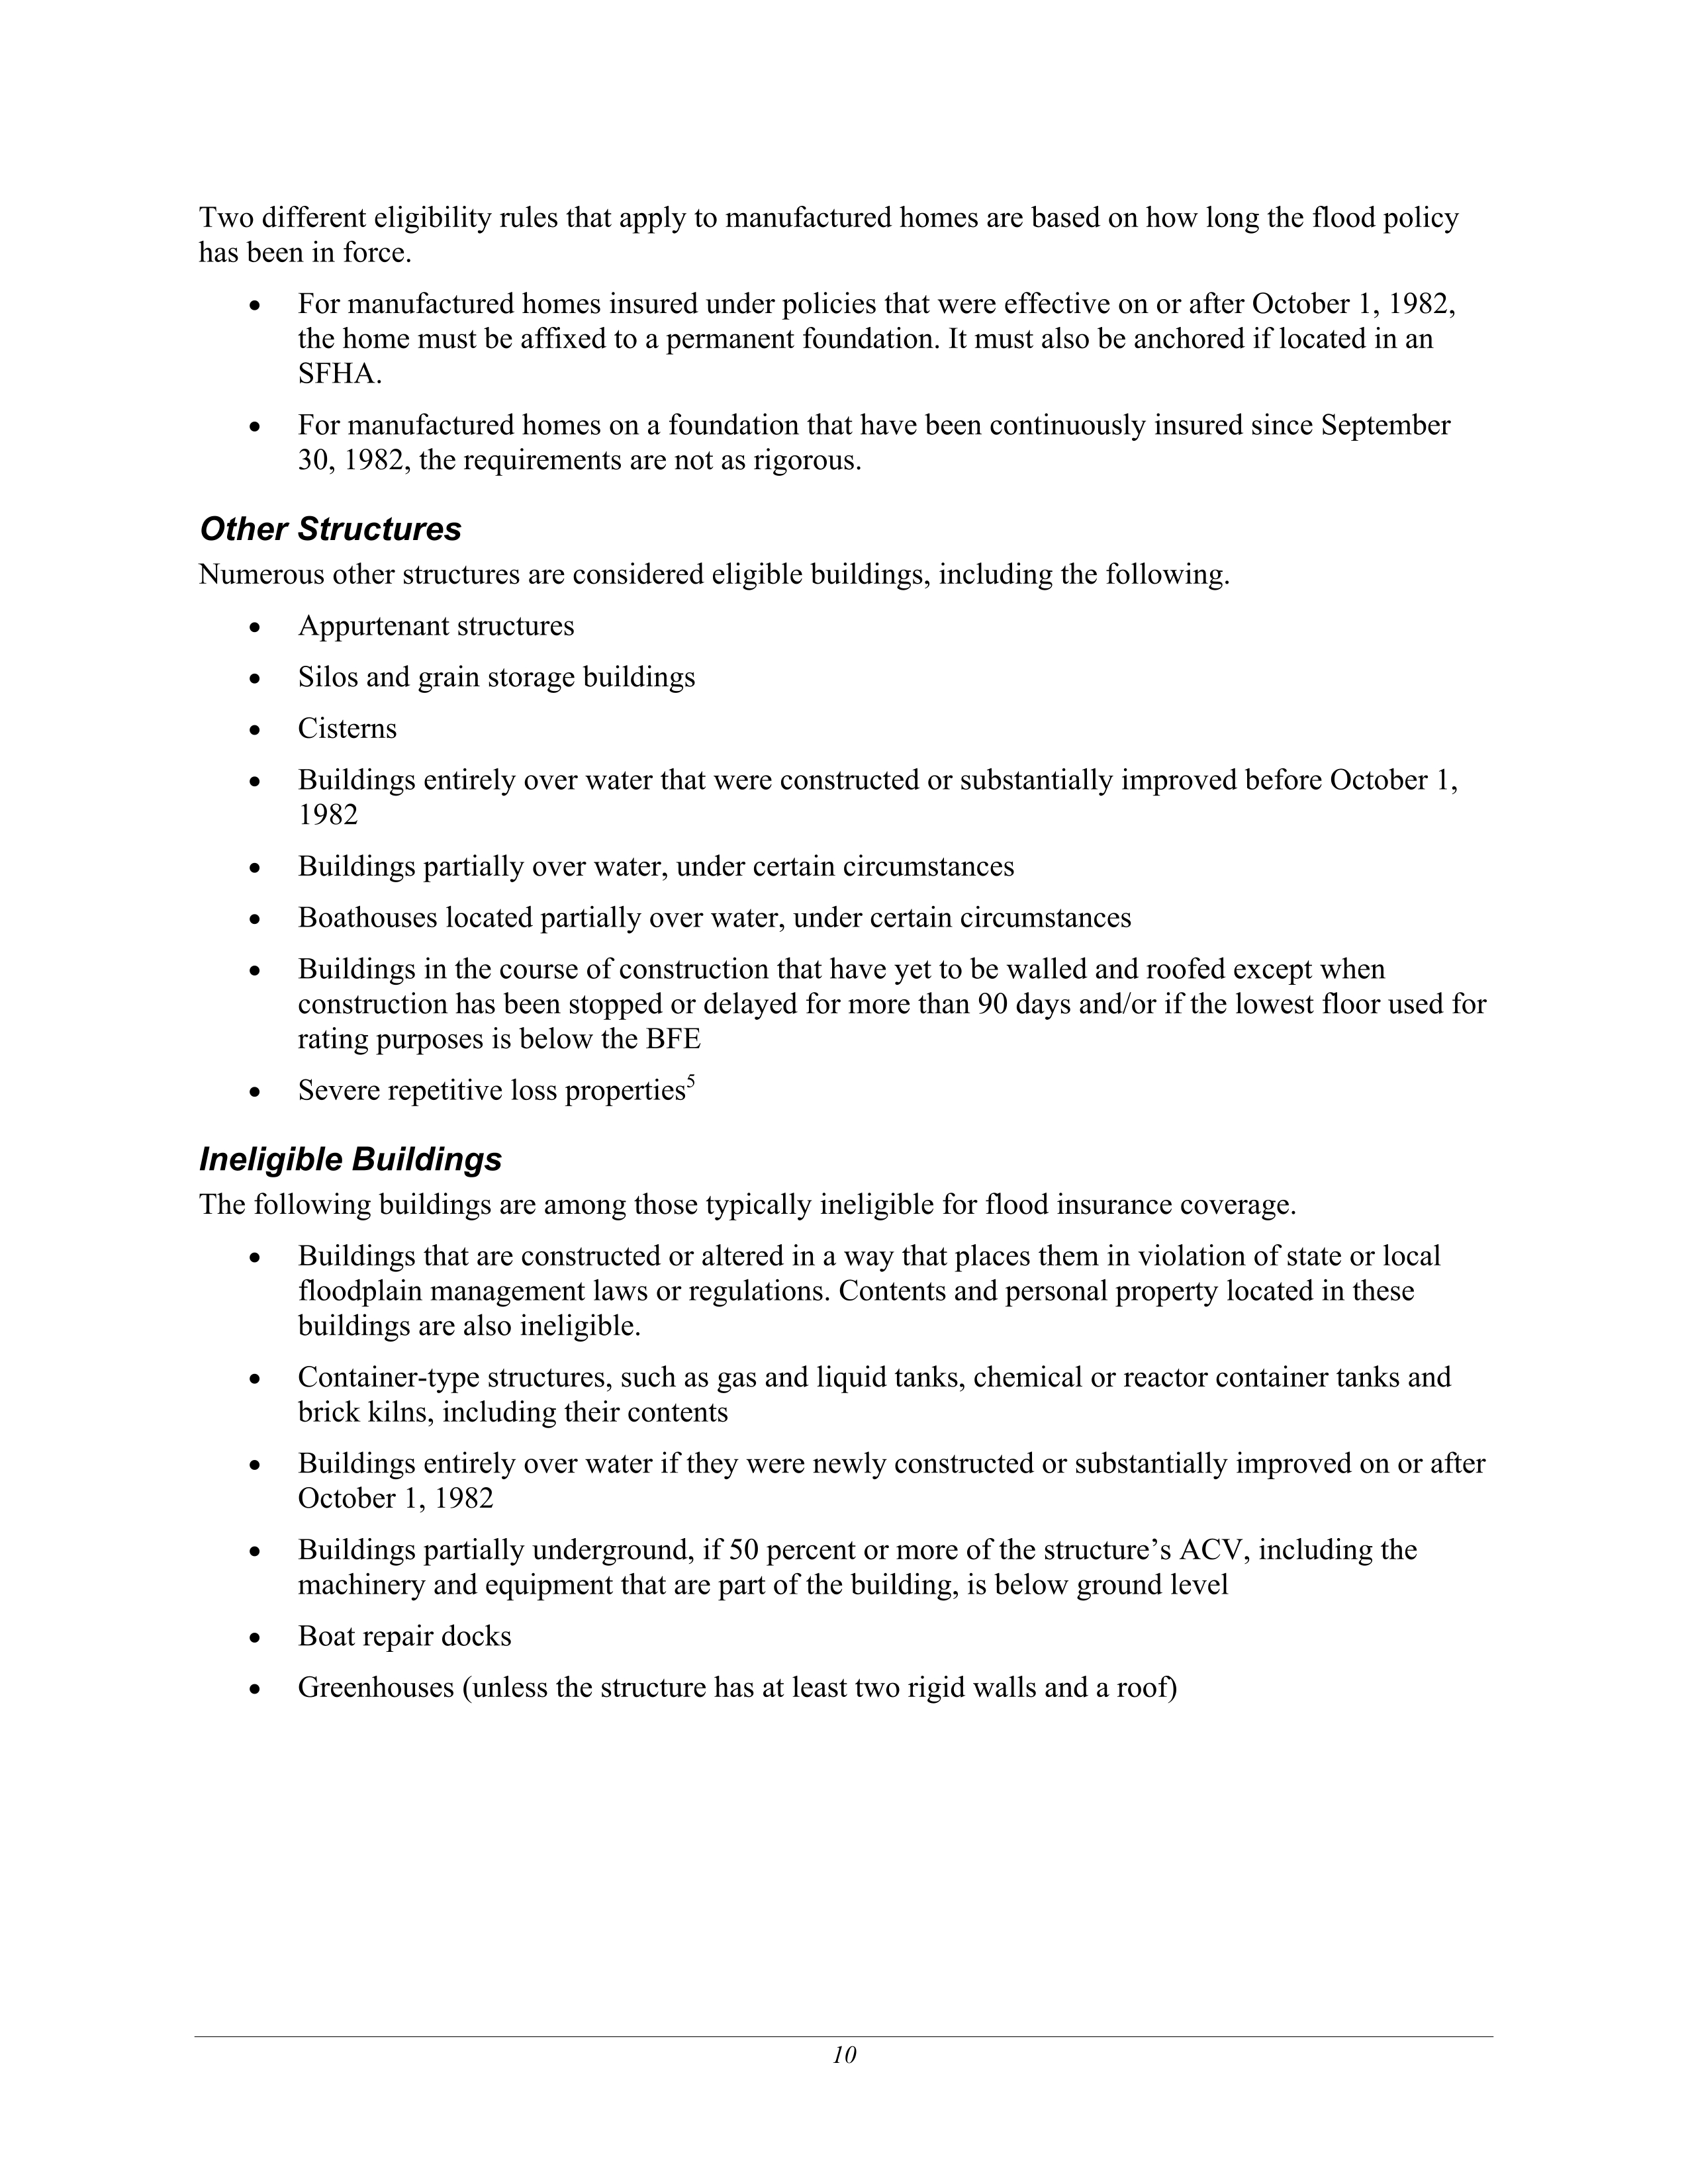 Two different eligibility rules that apply to manufactured homes are based on how long the flood policy
has been in force.
• For manufactured homes insured under policies that were effective on or after October 1, 1982,
the home must be affixed to a permanent foundation. It must also be anchored if located in an
SFHA.
• For manufactured homes on a foundation that have been continuously insured since September
30, 1982, the requirements are not as rigorous.
Other Structures
Numerous other structures are considered eligible buildings, including the following.
• Appurtenant structures
• Silos and grain storage buildings
• Cisterns
• Buildings entirely over water that were constructed or substantially improved before October 1,
1982
• Buildings partially over water, under certain circumstances
• Boathouses located partially over water, under certain circumstances
• Buildings in the course of construction that have yet to be walled and roofed except when
construction has been stopped or delayed for more than 90 days and/or if the lowest floor used for
rating purposes is below the BFE
• Severe repetitive loss properties5
Ineligible Buildings
The following buildings are among those typically ineligible for flood insurance coverage.
• Buildings that are constructed or altered in a way that places them in violation of state or local
floodplain management laws or regulations. Contents and personal property located in these
buildings are also ineligible.
• Container-type structures, such as gas and liquid tanks, chemical or reactor container tanks and
brick kilns, including their contents
• Buildings entirely over water if they were newly constructed or substantially improved on or after
October 1, 1982
• Buildings partially underground, if 50 percent or more of the structure’s ACV, including the
machinery and equipment that are part of the building, is below ground level
• Boat repair docks
• Greenhouses (unless the structure has at least two rigid walls and a roof)
10